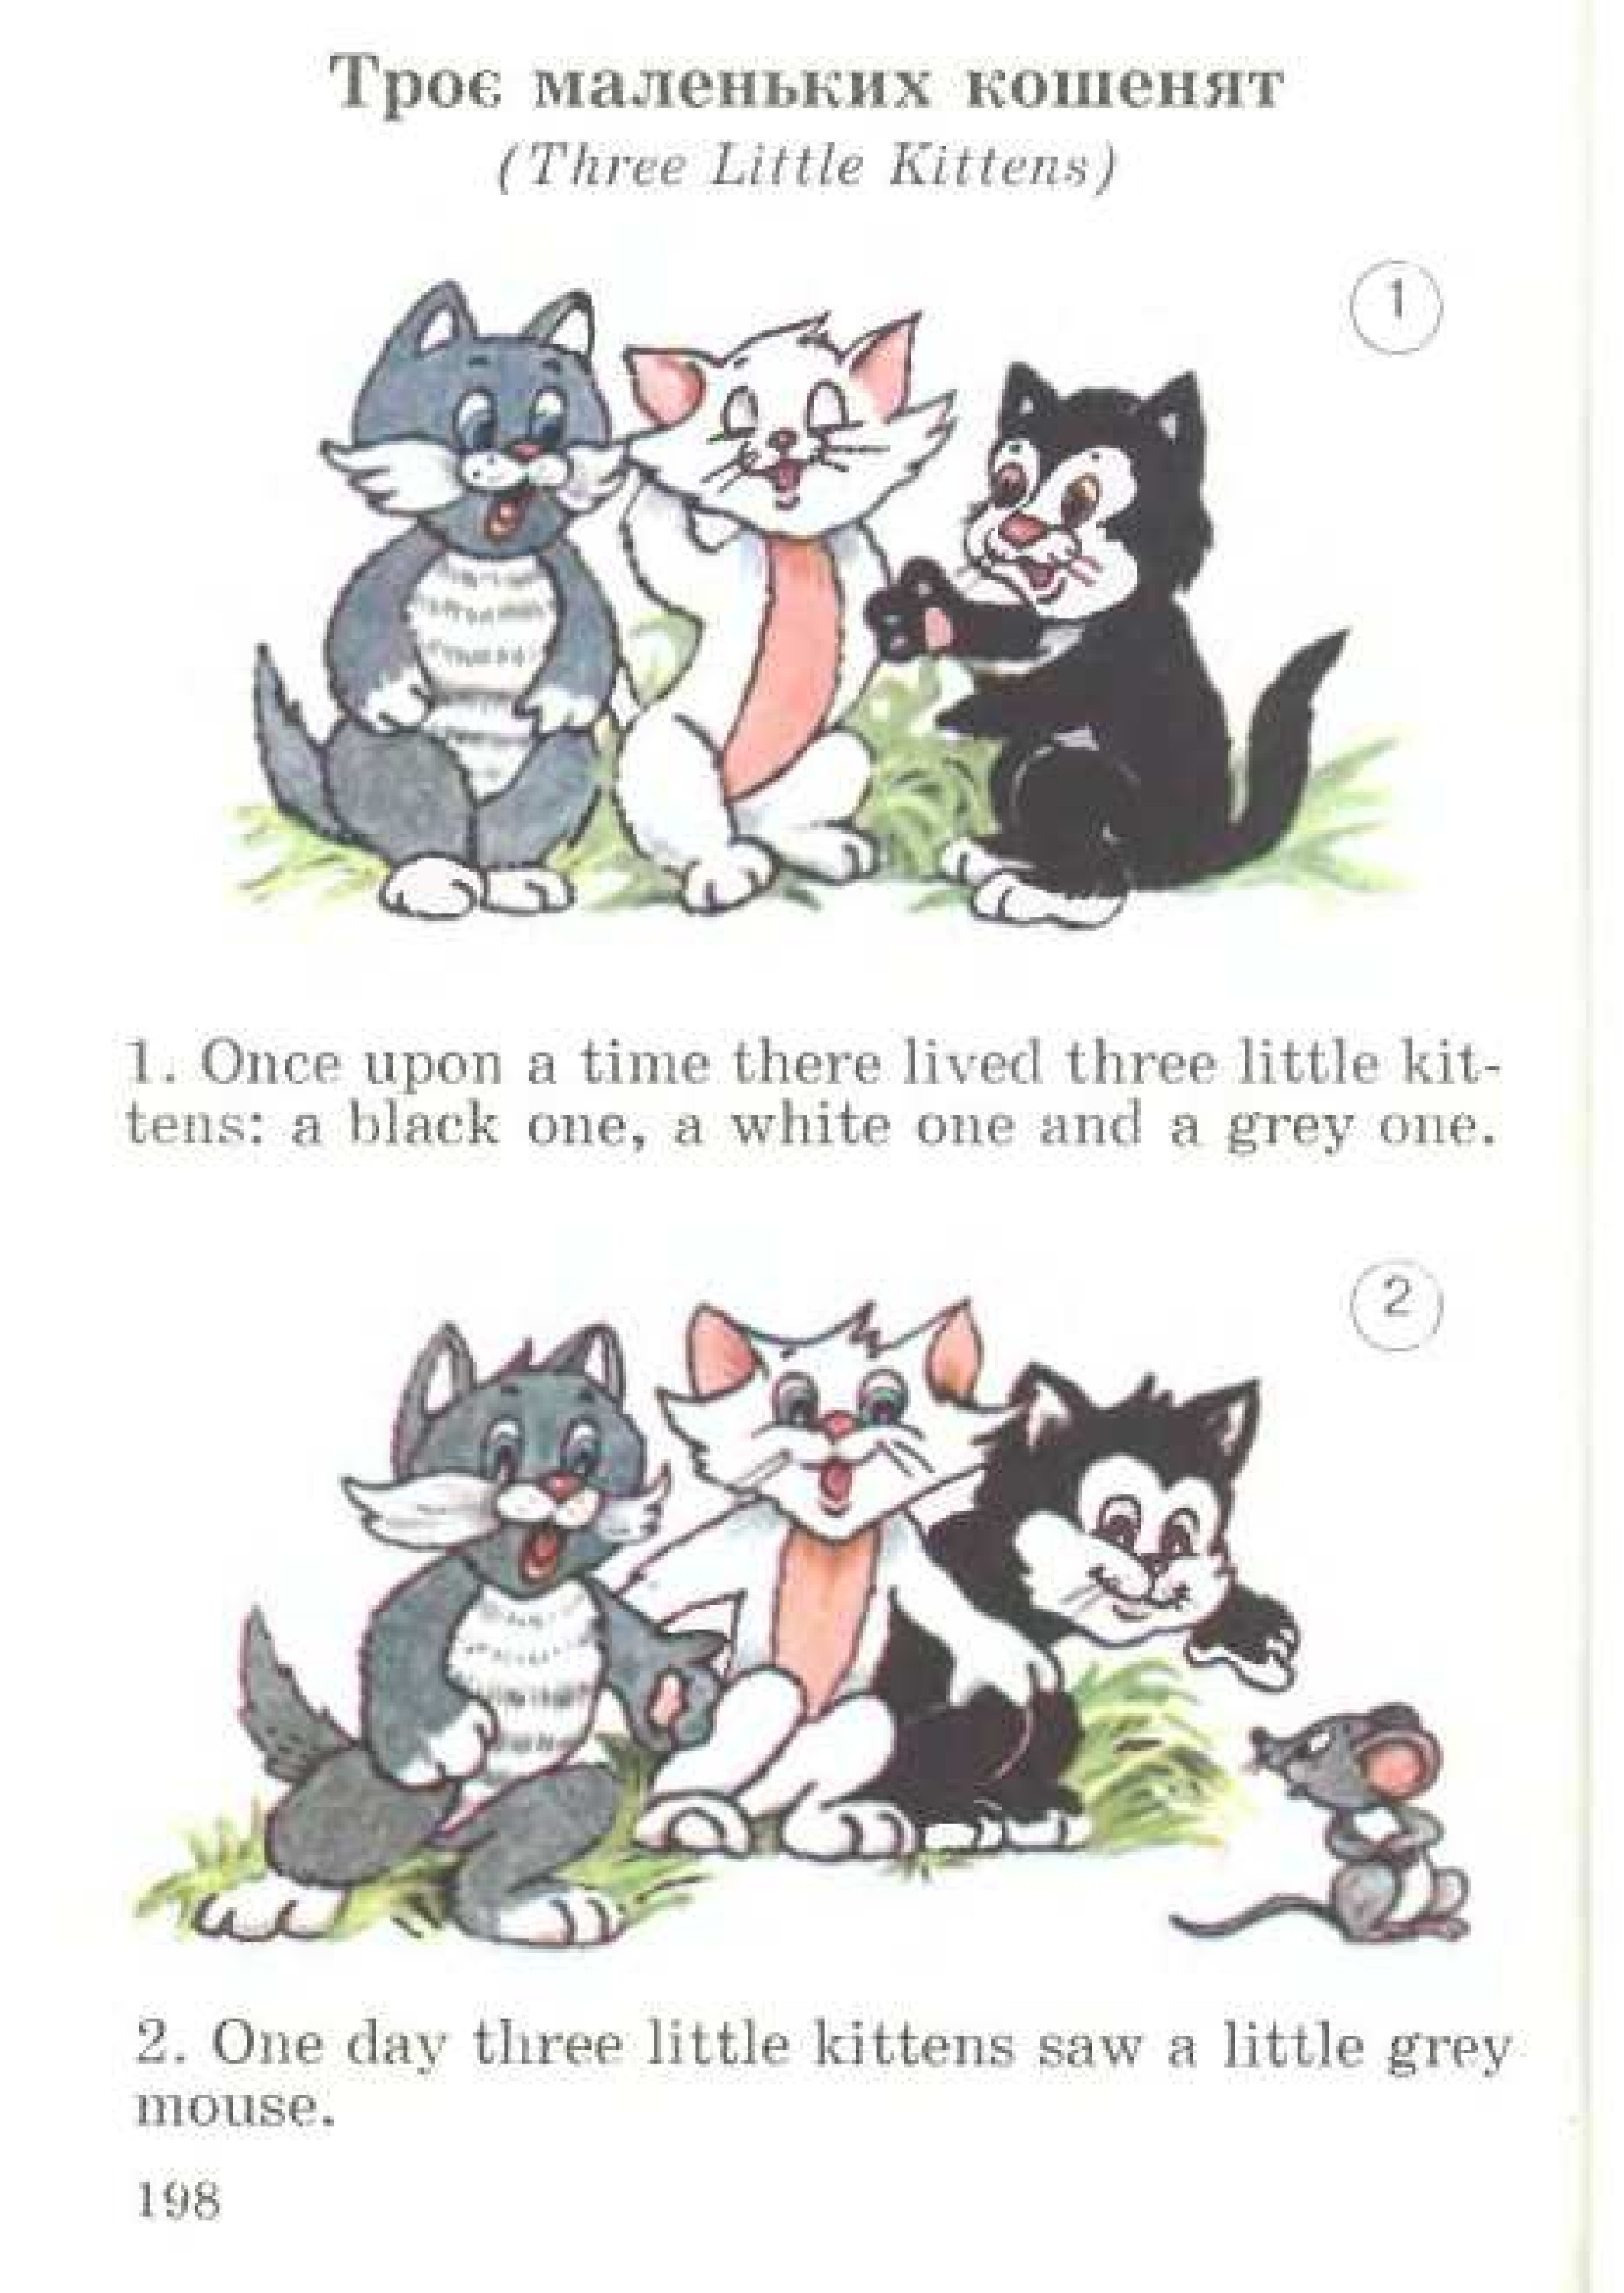 Троє маленьких кошенят
(Three Little Kittens)
1
1. Once upon a time there lived three little kit-
tens: a black one, a white one and a grey one.
2
2. One day three little kittens saw a little grey
mouse.
198